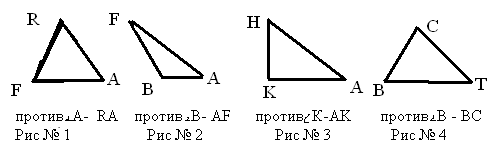 R F H C
F A B A K A B T
против ∠A- RA против ∠B- AF против ∠K-AK против ∠B - BC
Рис № 1 Рис № 2 Рис № 3 Рис № 4